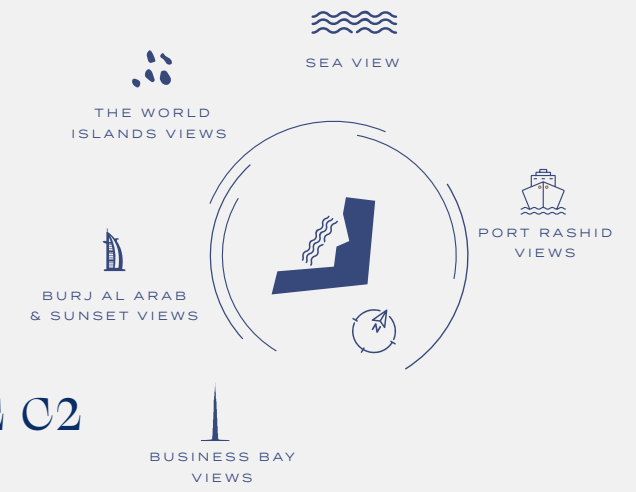 SEA VIEW
THE WORLD
ISLANDS VIEWS
PORT RASHID
VIEWS
BURJ AL ARAB
& SUNSET VIEWS
N
C2
BUSINESS BAY
VIEWS